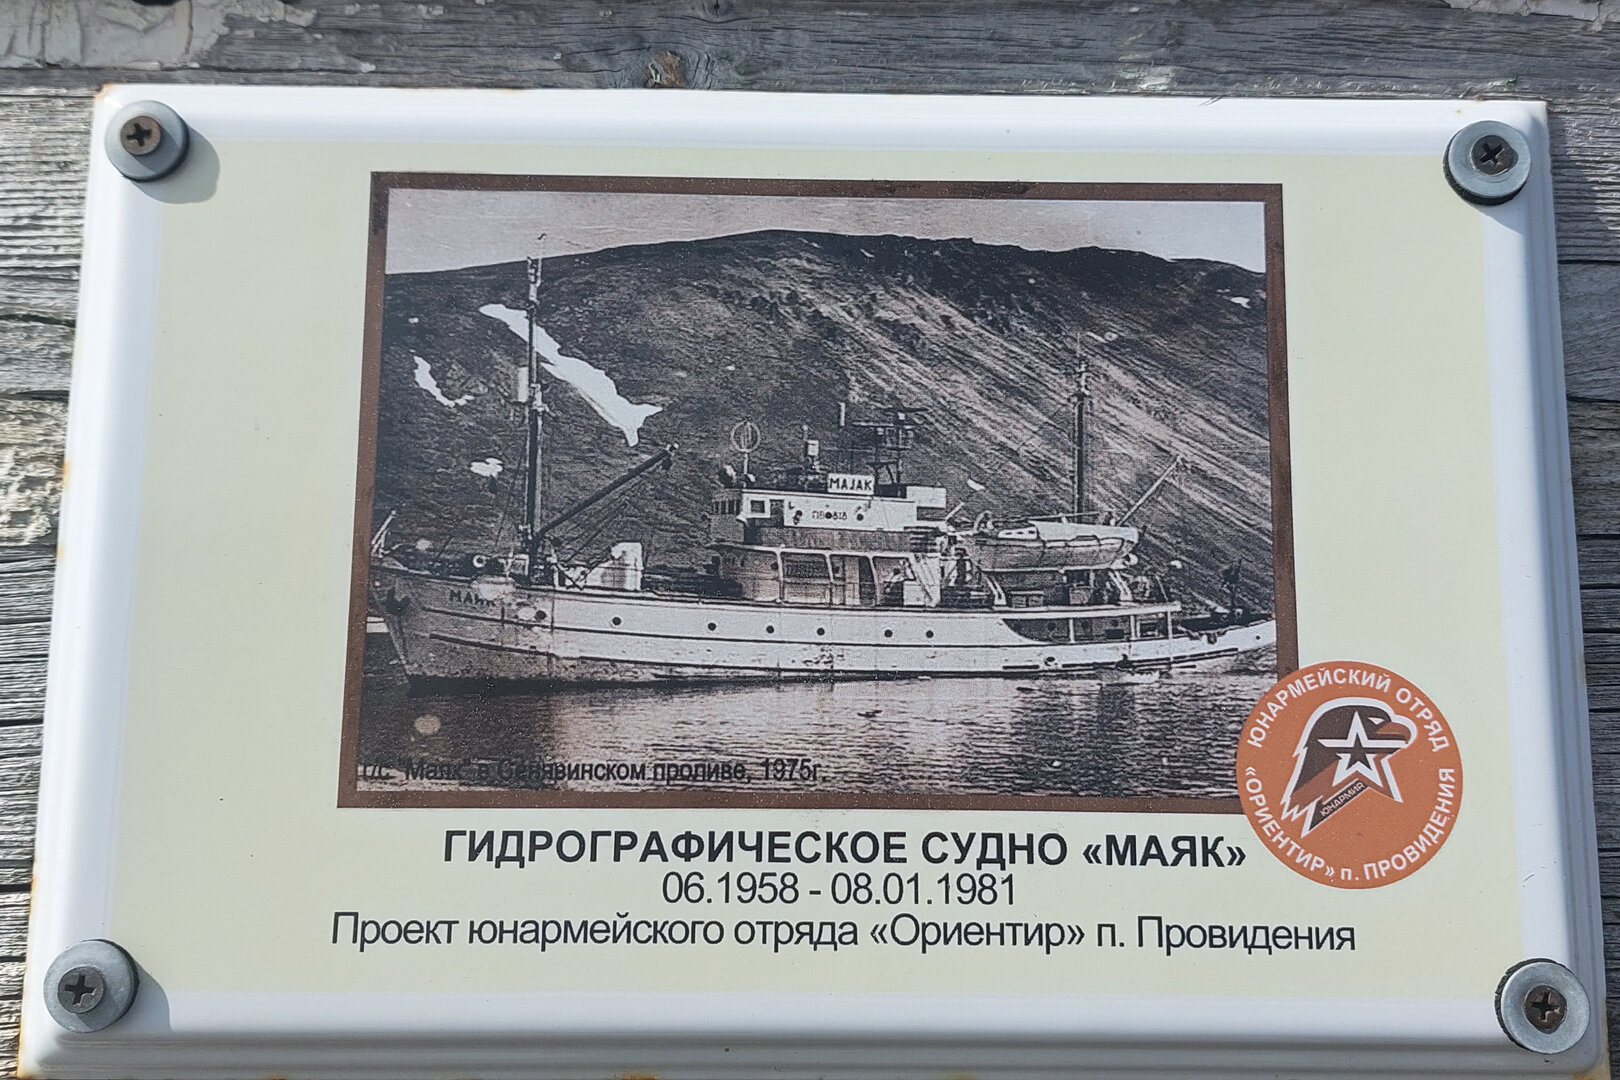 МАЈАК
МАЯК
г/с "Маяк" в Сенявинском проливе, 1975г.
ЮНАРМЕЙСКИЙ ОТРЯД
«ОРИЕНТИР» п. ПРОВИДЕНИЯ
ЮНАРМИЯ
ГИДРОГРАФИЧЕСКОЕ СУДНО «МАЯК»
06.1958 - 08.01.1981
Проект юнармейского отряда «Ориентир» п. Провидения